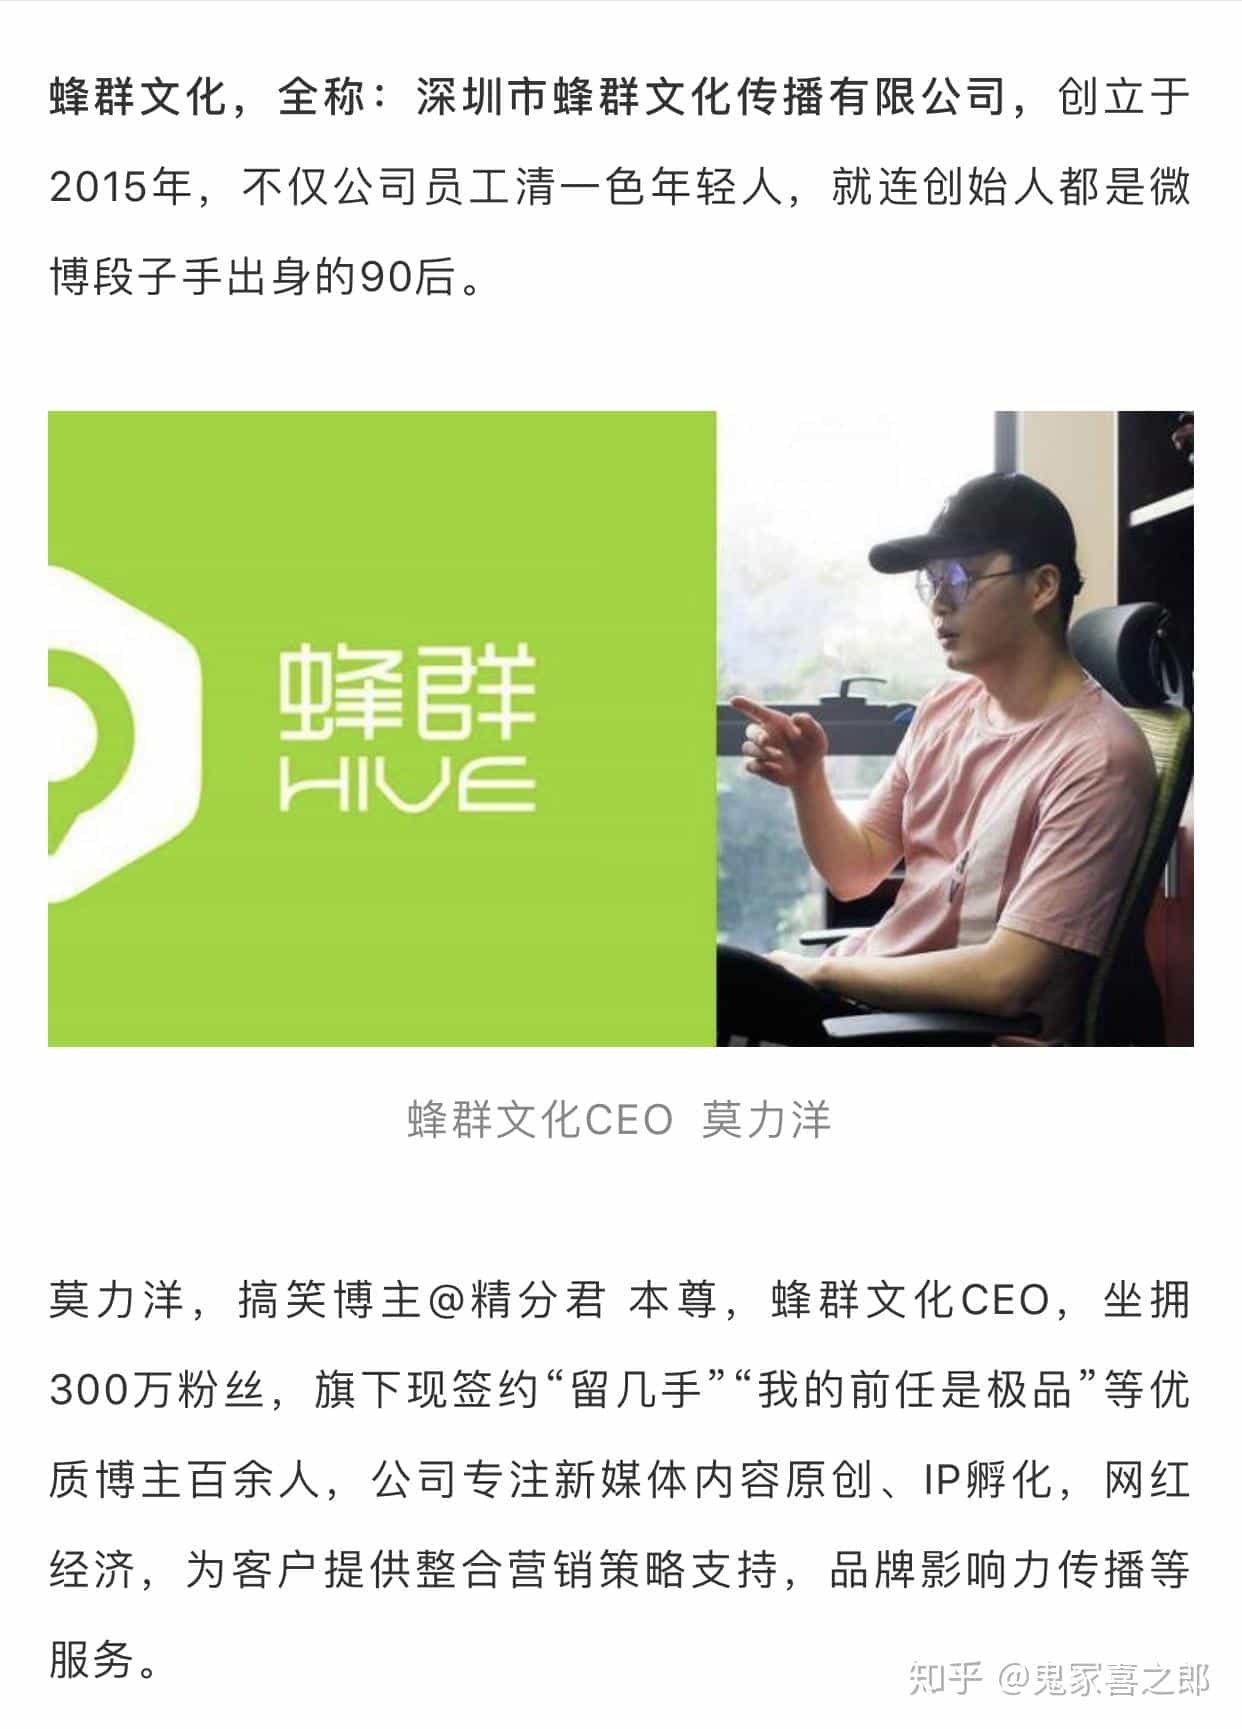 蜂群文化，全称：深圳市蜂群文化传播有限公司，创立于
2015年，不仅公司员工清一色年轻人，就连创始人都是微
博段子手出身的90后。
蜂群
HIVE
蜂群文化CEO 莫力洋
莫力洋，搞笑博主@精分君 本尊，蜂群文化CEO，坐拥
300万粉丝，旗下现签约“留几手”“我的前任是极品”等优
质博主百余人，公司专注新媒体内容原创、IP孵化，网红
经济，为客户提供整合营销策略支持，品牌影响力传播等
服务。
知乎 @鬼冢喜之郎